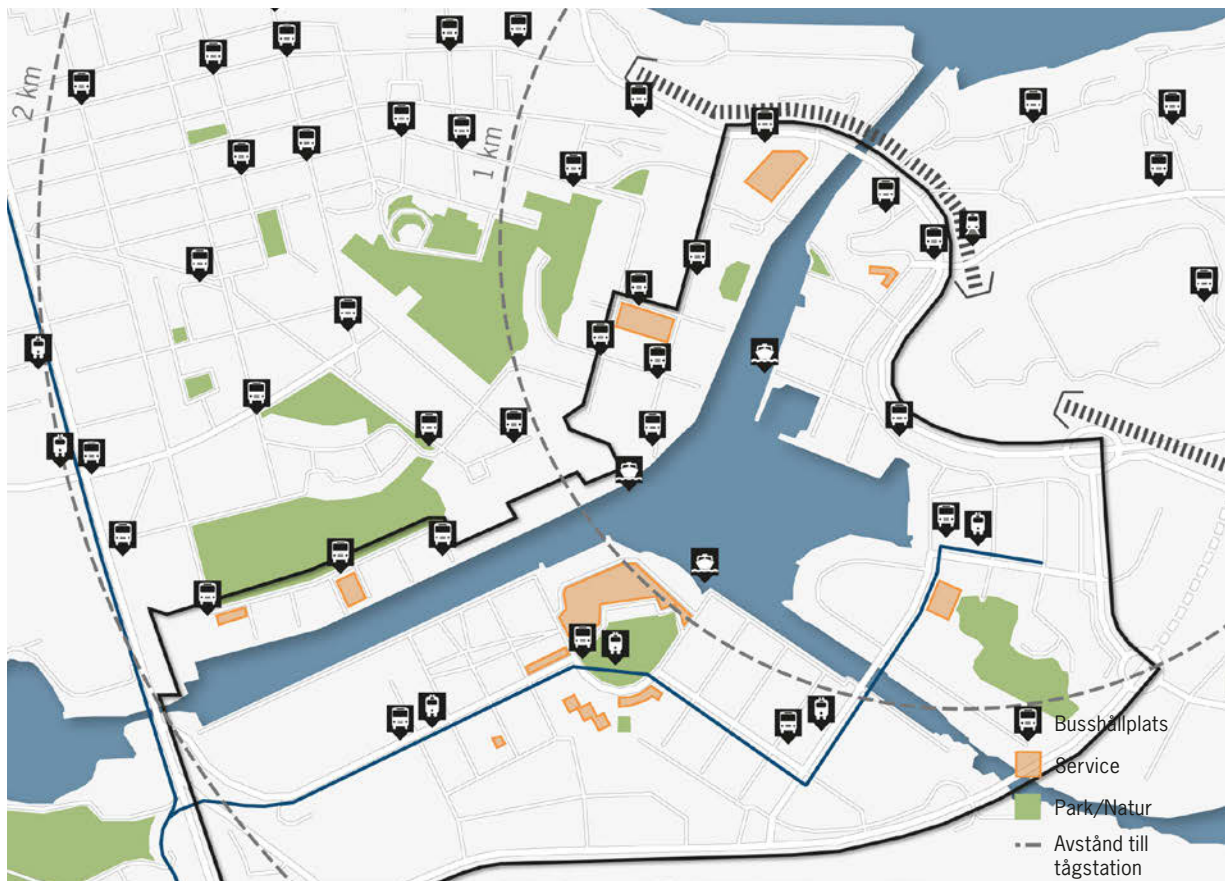 2 km
1 km
Busshållplats
Service
Park/Natur
Avstånd till
tågstation